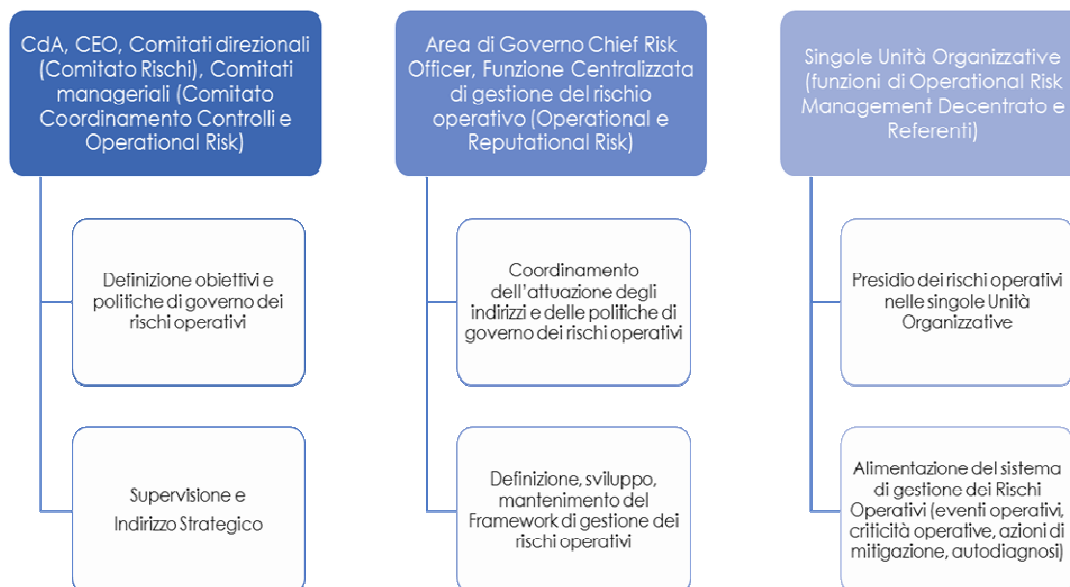 CdA, CEO, Comitati direzionali
(Comitato Rischi), Comitati
manageriali (Comitato
Coordinamento Controlli e
Operational Risk)
Definizione obiettivi e
politiche di governo dei
rischi operativi
Supervisione e
Indirizzo Strategico
Area di Governo Chief Risk
Officer, Funzione Centralizzata
di gestione del rischio
operativo (Operational e
Reputational Risk)
Coordinamento
dell'attuazione degli
indirizzi e delle politiche di
governo dei rischi operativi
Definizione, sviluppo,
mantenimento del
Framework di gestione dei
rischi operativi
Singole Unità Organizzative
(funzioni di Operational Risk
Management Decentrato e
Referenti)
Presidio dei rischi operativi
nelle singole Unità
Organizzative
Alimentazione del sistema
di gestione dei Rischi
Operativi (eventi operativi,
criticità operative, azioni di
mitigazione, autodiagnosi)